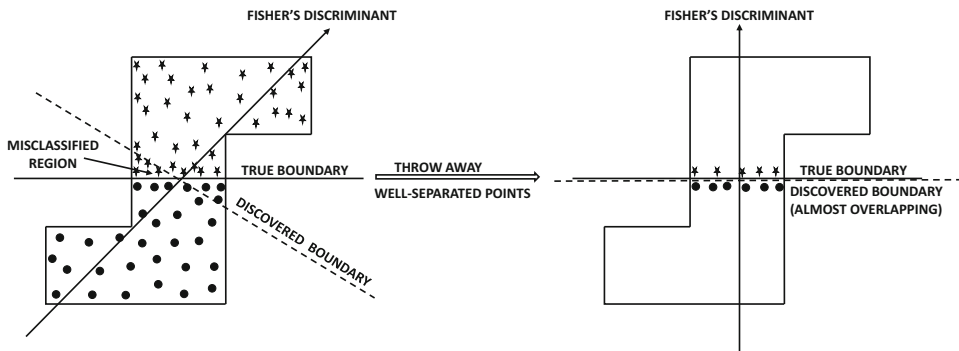 FISHER'S DISCRIMINANT
MISCLASSIFIED
REGION
TRUE BOUNDARY
DISCOVERED BOUNDARY
THROW AWAY
WELL-SEPARATED POINTS
FISHER'S DISCRIMINANT
TRUE BOUNDARY
DISCOVERED BOUNDARY
(ALMOST OVERLAPPING)